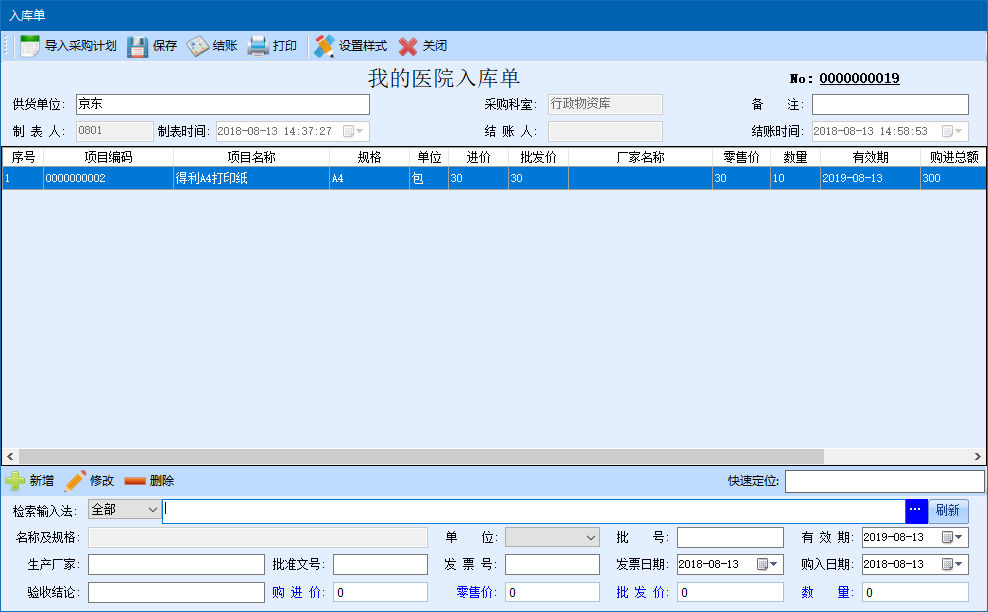 入库单
导入采购计划 保存 结账 打印 设置样式 关闭
我的医院入库单 No: 0000000019
供货单位: 京东 采购科室: 行政物资库 备 注:
制 表 人: 0801 制表时间: 2018-08-13 14:37:27 结 账 人: 结账时间: 2018-08-13 14:58:53
序号 项目编码 项目名称 规格 单位 进价 批发价 厂家名称 零售价 数量 有效期 购进总额
1 0000000002 得利A4打印纸 A4 包 30 30 30 10 2019-08-13 300
新增 修改 删除 快速定位:
检索输入法: 全部 ... 刷新
名称及规格: 单 位: 批 号: 有 效 期: 2019-08-13
生产厂家: 批准文号: 发 票 号: 发票日期: 2018-08-13 购入日期: 2018-08-13
验收结论: 购 进 价: 0 零售价: 0 批 发 价: 0 数 量: 0